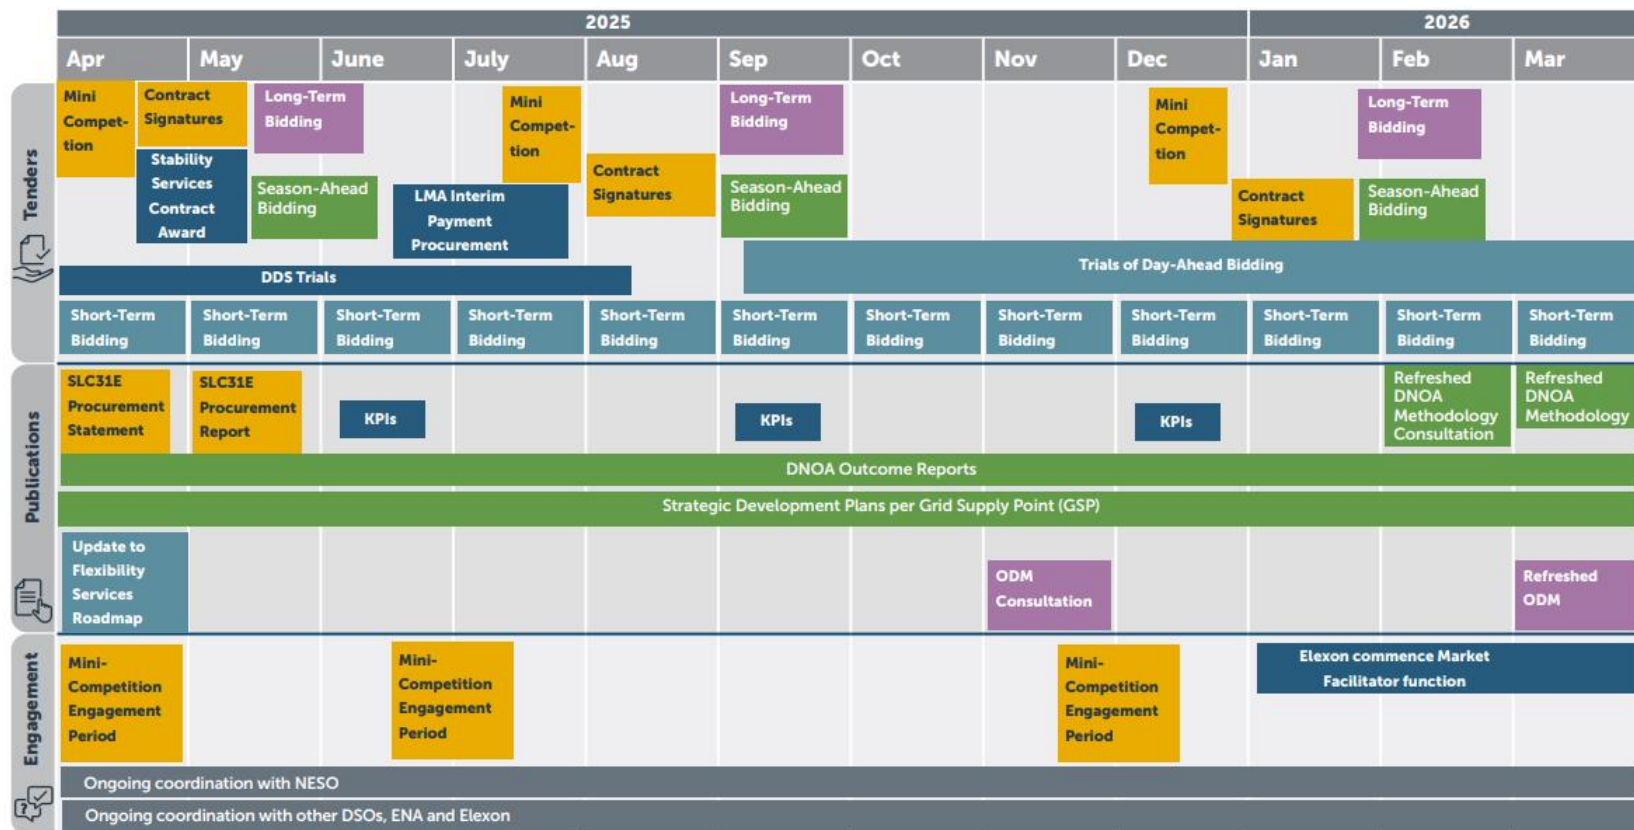 2025
2026
Apr
May
June
July
Aug
Sep
Oct
Nov
Dec
Jan
Feb
Mar
Tenders
Mini
Compet-
tion
Contract
Signatures
Long-Term
Bidding
Mini
Compet-
tion
Long-Term
Bidding
Mini
Compet-
tion
Long-Term
Bidding
Stability
Services
Contract
Award
Season-Ahead
Bidding
LMA Interim
Payment
Procurement
Contract
Signatures
Season-Ahead
Bidding
Contract
Signatures
Season-Ahead
Bidding
DDS Trials
Trials of Day-Ahead Bidding
Short-Term
Bidding
Short-Term
Bidding
Short-Term
Bidding
Short-Term
Bidding
Short-Term
Bidding
Short-Term
Bidding
Short-Term
Bidding
Short-Term
Bidding
Short-Term
Bidding
Short-Term
Bidding
Short-Term
Bidding
Short-Term
Bidding
Publications
SLC31E
Procurement
Statement
SLC31E
Procurement
Report
KPIs
KPIs
KPIs
Refreshed
DNOA
Methodology
Consultation
Refreshed
DNOA
Methodology
DNOA Outcome Reports
Strategic Development Plans per Grid Supply Point (GSP)
Update to
Flexibility
Services
Roadmap
ODM
Consultation
Refreshed
ODM
Engagement
Mini-
Competition
Engagement
Period
Mini-
Competition
Engagement
Period
Mini-
Competition
Engagement
Period
Elexon commence Market
Facilitator function
Ongoing coordination with NESO
Ongoing coordination with other DSOs, ENA and Elexon